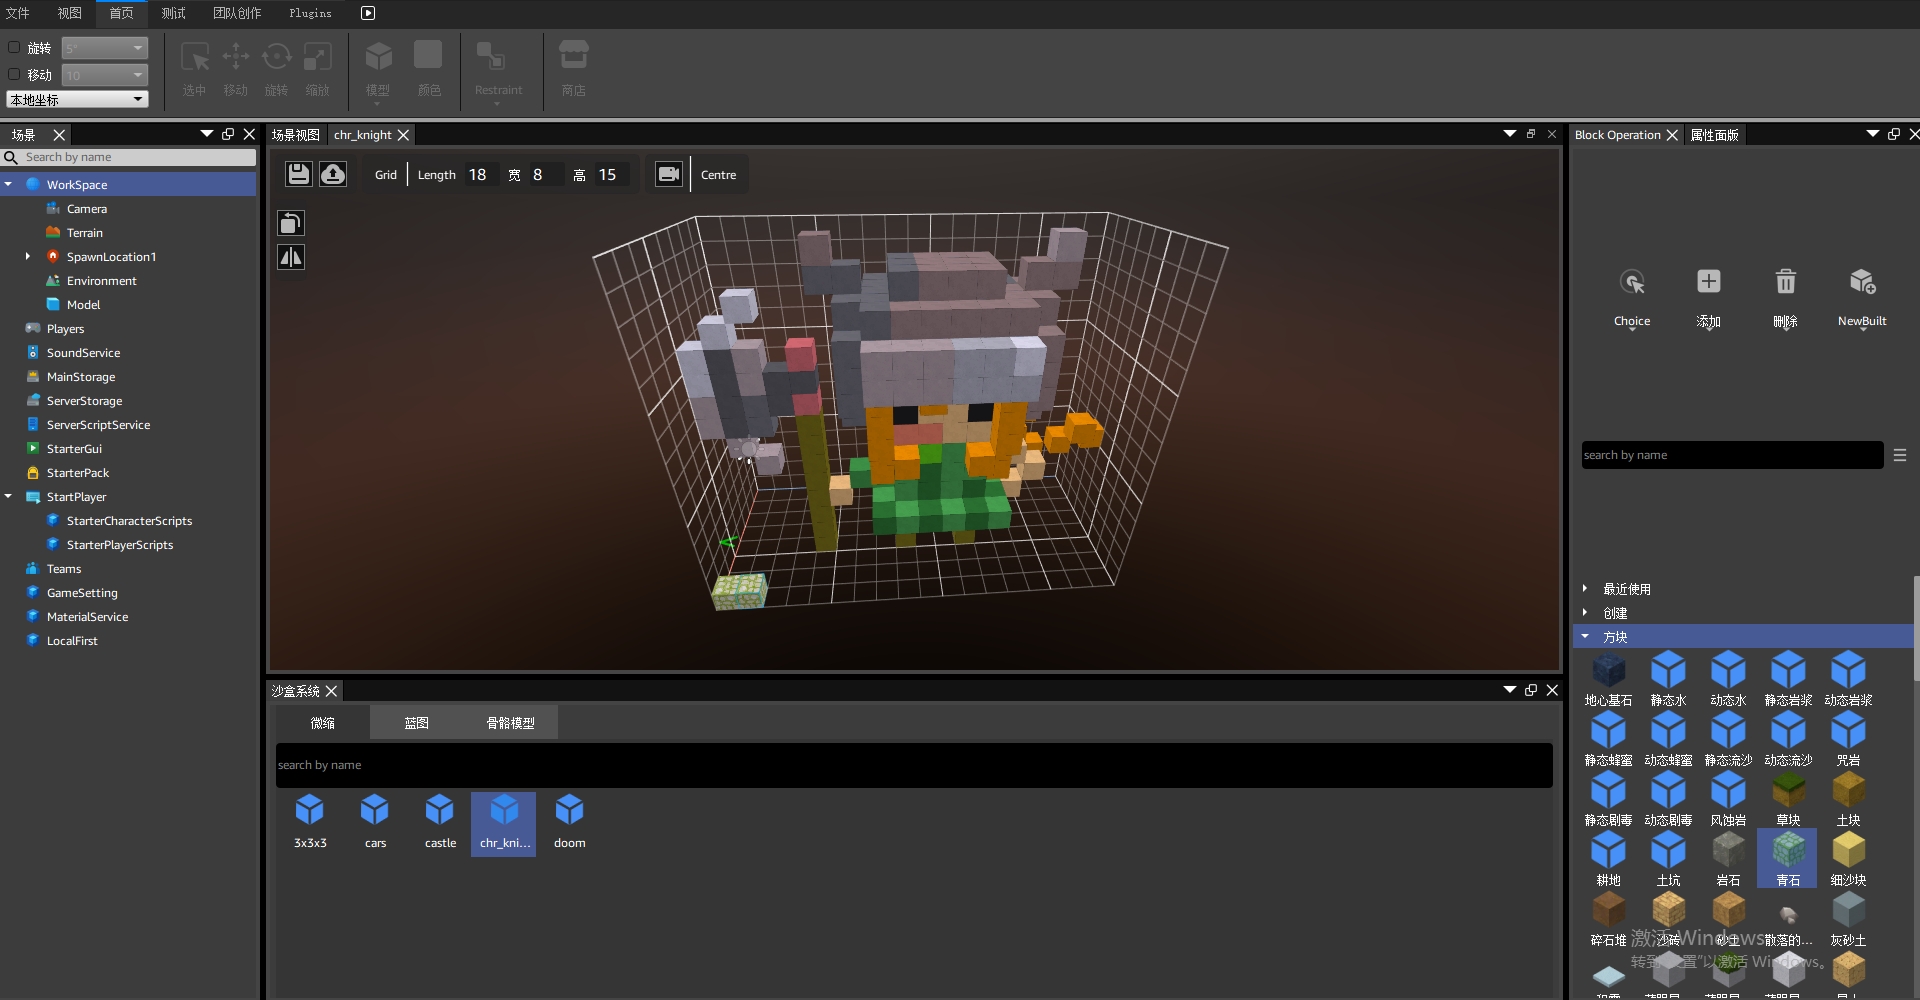 文件 视图 首页 测试 团队创作 Plugins
旋转 5°
移动 10
本地坐标
选中 移动 旋转 缩放 模型 颜色 Restraint 商店
场景
Search by name
WorkSpace
Camera
Terrain
SpawnLocation1
Environment
Model
Players
SoundService
MainStorage
ServerStorage
ServerScriptService
StarterGui
StarterPack
StartPlayer
StarterCharacterScripts
StarterPlayerScripts
Teams
GameSetting
MaterialService
LocalFirst
场景视图 chr_knight
Grid Length 18 宽 8 高 15 Centre
沙盒系统
微缩 蓝图 骨骼模型
search by name
3x3x3 cars castle chr_kni... doom
Block Operation 属性面版
Choice 添加 删除 NewBuilt
search by name
最近使用
创建
方块
地心基石 静态水 动态水 静态岩浆 动态岩浆
静态蜂蜜 动态蜂蜜 静态流沙 动态流沙 咒岩
静态剧毒 动态剧毒 风蚀岩 草块 土块
耕地 土坑 岩石 青石 细沙块
碎石堆 沙砖 砂土 散落的... 灰砂土
激活 Windows
转到"设置"以激活 Windows。